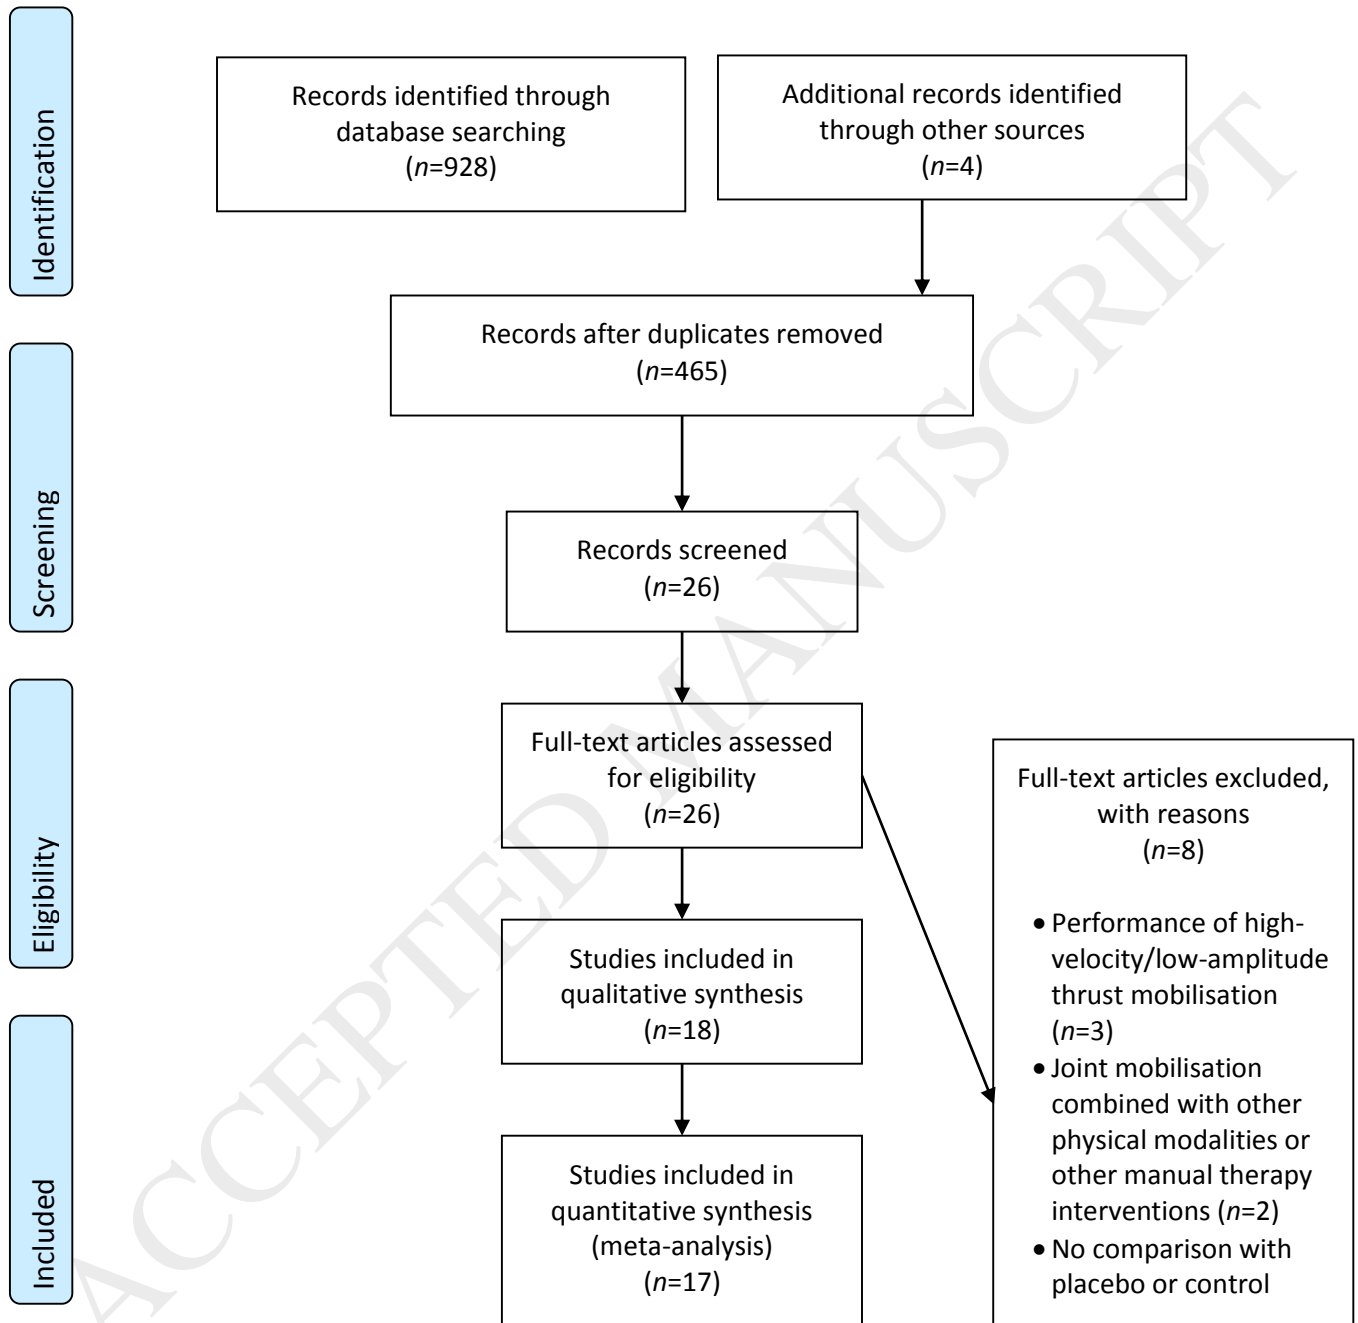 Identification
Records identified through
database searching
(n=928)
Additional records identified
through other sources
(n=4)
Records after duplicates removed
(n=465)
Screening
Records screened
(n=26)
Eligibility
Full-text articles assessed
for eligibility
(n=26)
Full-text articles excluded,
with reasons
(n=8)
• Performance of high-
velocity/low-amplitude
thrust mobilisation
(n=3)
• Joint mobilisation
combined with other
physical modalities or
other manual therapy
interventions (n=2)
• No comparison with
placebo or control
Studies included in
qualitative synthesis
(n=18)
Included
Studies included in
quantitative synthesis
(meta-analysis)
(n=17)
ACCEPTED MANUSCRIPT